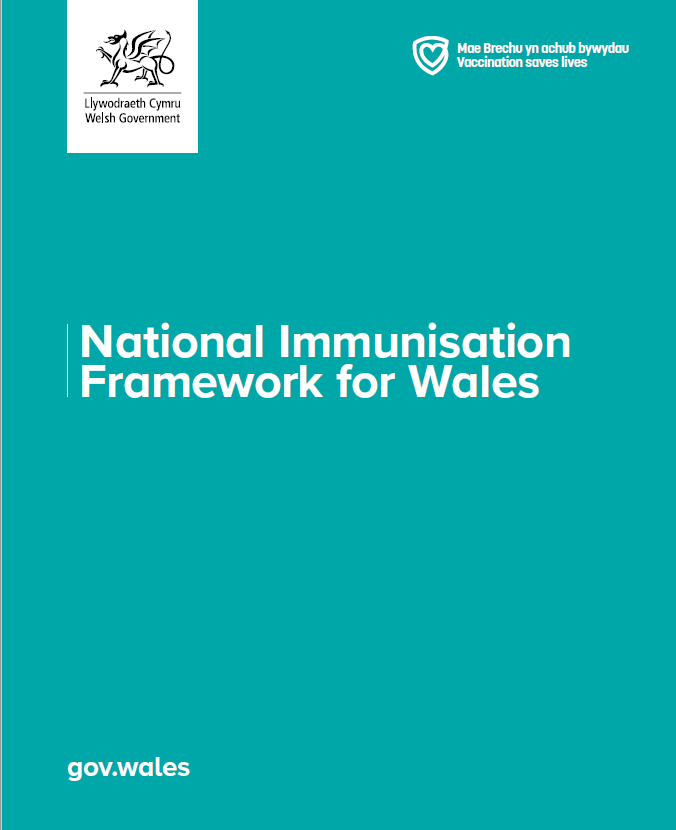 Llywodraeth Cymru
Welsh Government
Mae Brechu yn achub bywydau
Vaccination saves lives
National Immunisation
Framework for Wales
gov.wales